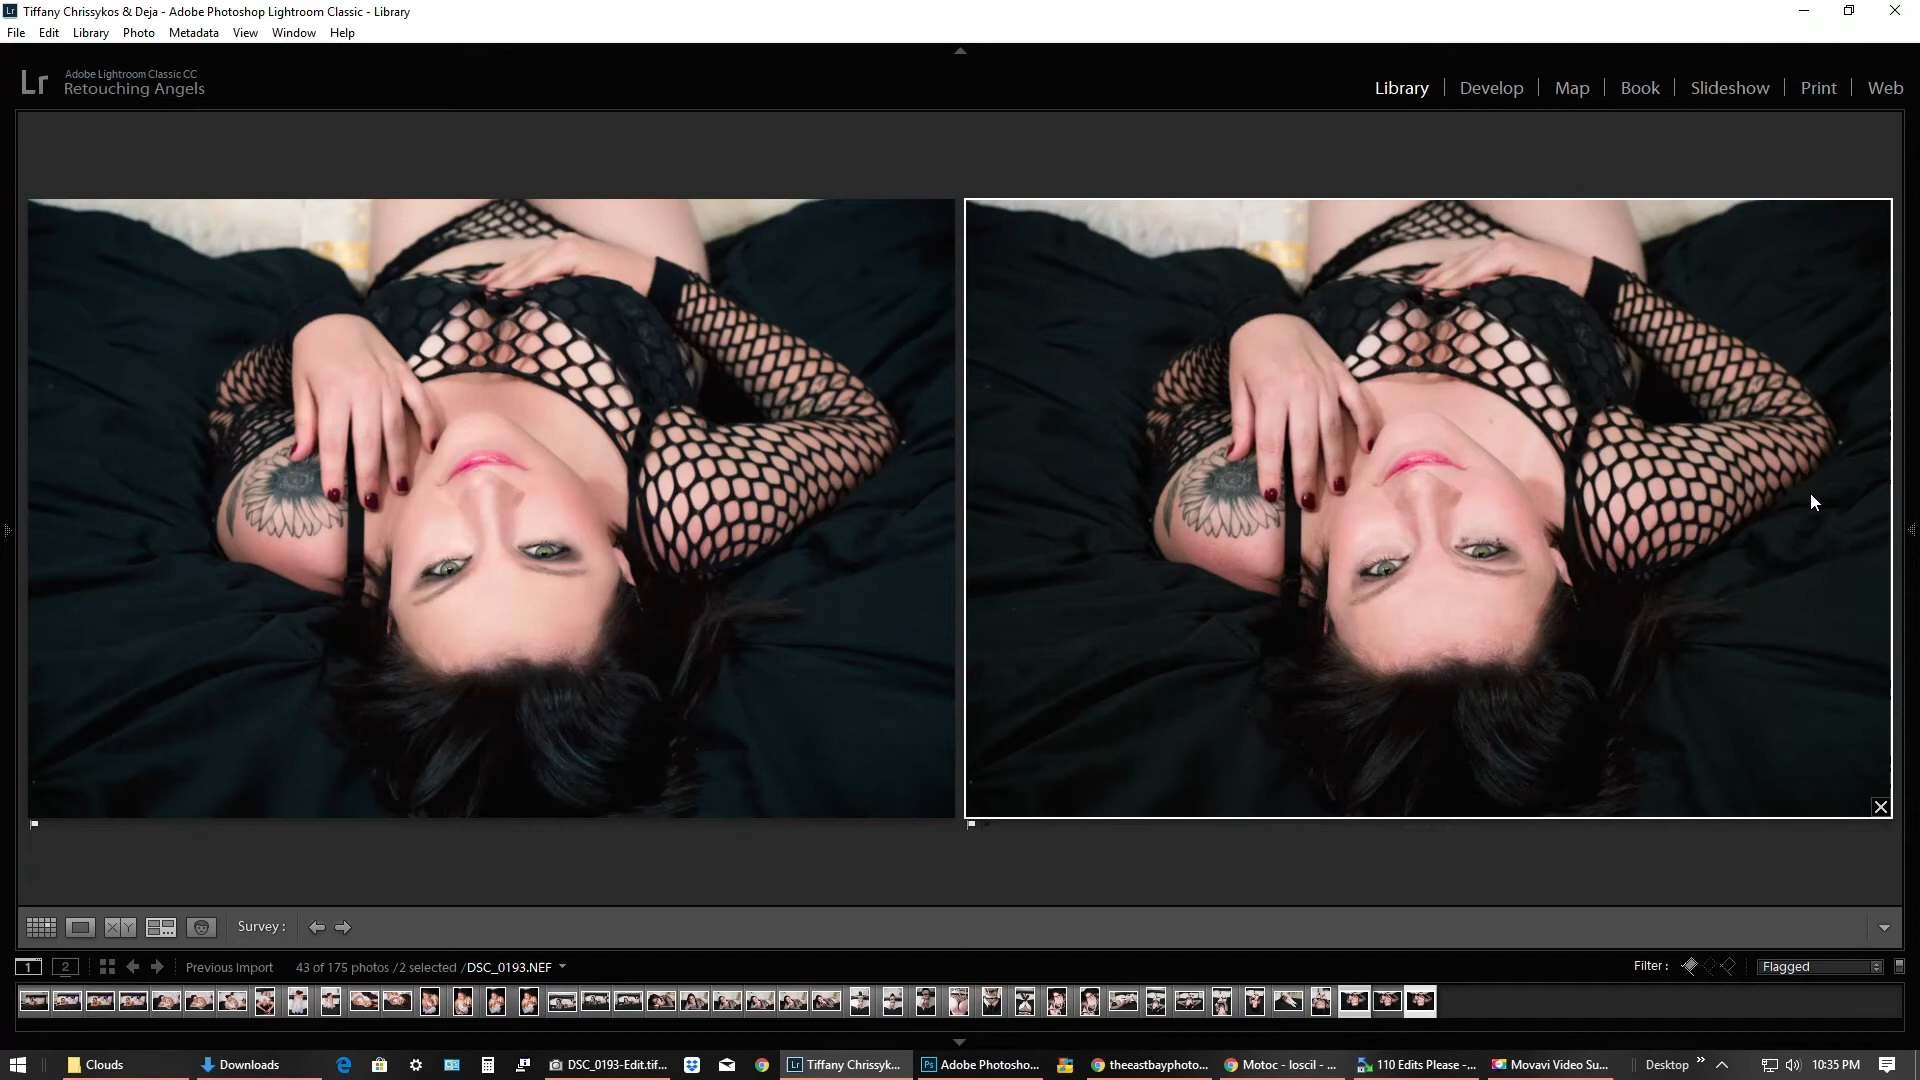 Lr Tiffany Chrissykos & Deja - Adobe Photoshop Lightroom Classic - Library
File Edit Library Photo Metadata View Window Help
Lr Adobe Lightroom Classic CC
Retouching Angels
Library | Develop | Map | Book | Slideshow | Print | Web
Survey :
1 2 Previous Import 43 of 175 photos /2 selected /DSC_0193.NEF Filter : Flagged
Clouds Downloads DSC_0193-Edit.tif... Lr Tiffany Chrissyk... Ps Adobe Photosho... theeastbayphoto... Motoc - loscil - ... 110 Edits Please -... Movavi Video Su... Desktop 10:35 PM